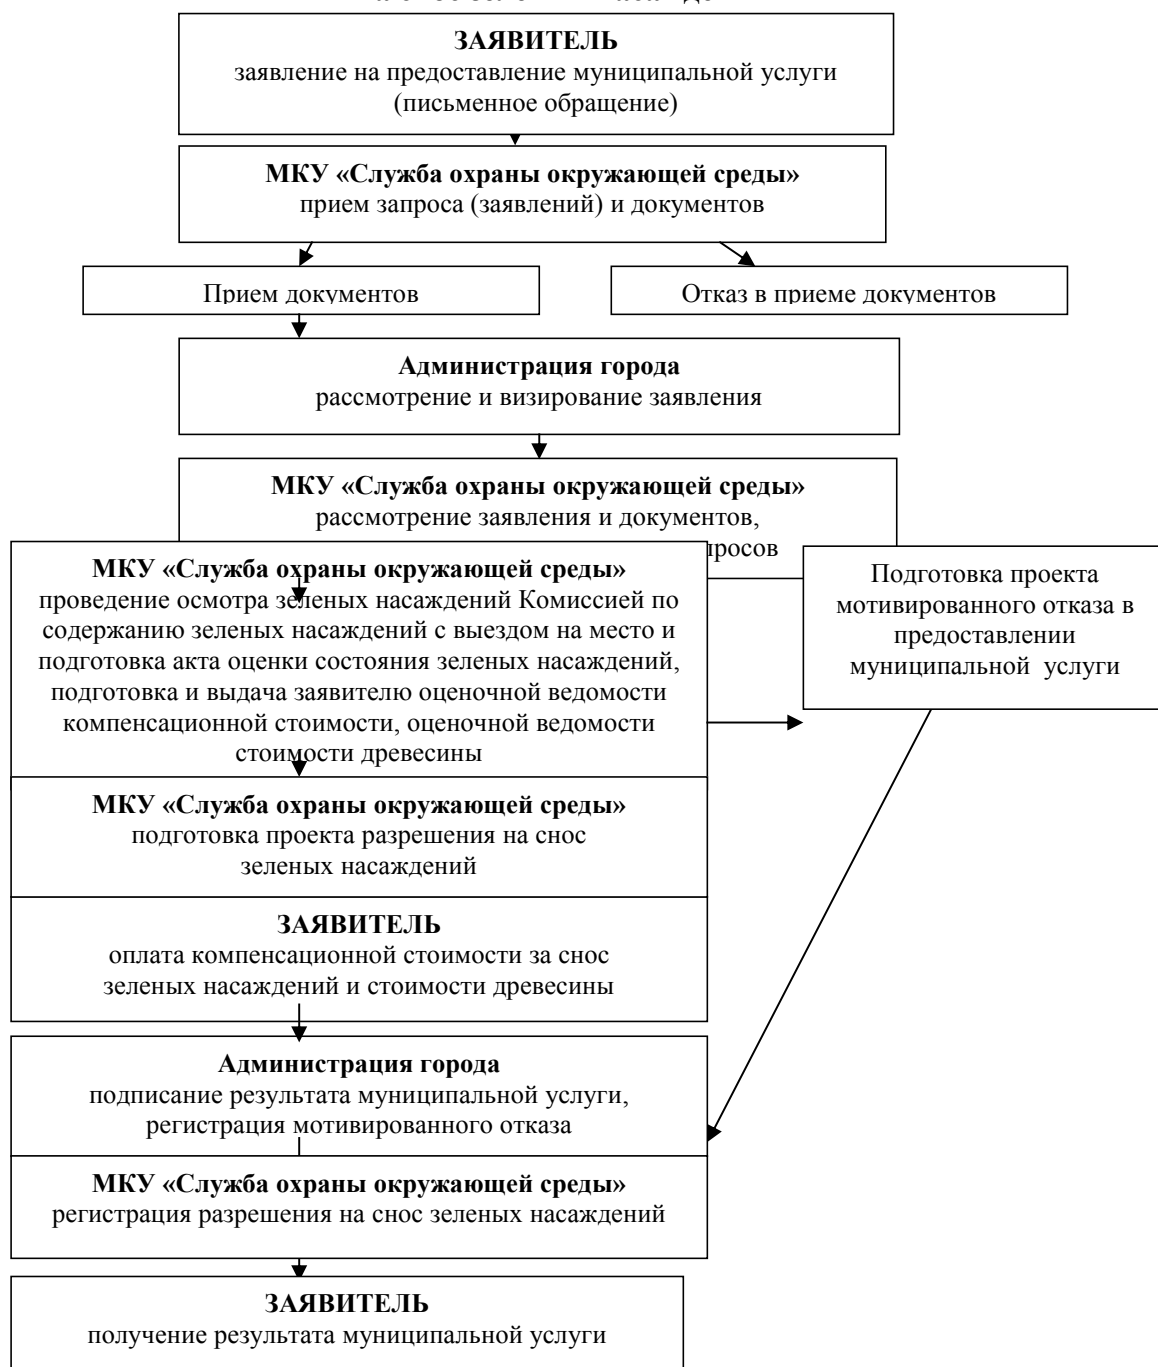 ЗАЯВИТЕЛЬ
заявление на предоставление муниципальной услуги
(письменное обращение)
МКУ «Служба охраны окружающей среды»
прием запроса (заявлений) и документов
Прием документов
Отказ в приеме документов
Администрация города
рассмотрение и визирование заявления
МКУ «Служба охраны окружающей среды»
рассмотрение заявления и документов,
просов
МКУ «Служба охраны окружающей среды»
проведение осмотра зеленых насаждений Комиссией по
содержанию зеленых насаждений с выездом на место и
подготовка акта оценки состояния зеленых насаждений,
подготовка и выдача заявителю оценочной ведомости
компенсационной стоимости, оценочной ведомости
стоимости древесины
Подготовка проекта
мотивированного отказа в
предоставлении
муниципальной услуги
МКУ «Служба охраны окружающей среды»
подготовка проекта разрешения на снос
зеленых насаждений
ЗАЯВИТЕЛЬ
оплата компенсационной стоимости за снос
зеленых насаждений и стоимости древесины
Администрация города
подписание результата муниципальной услуги,
регистрация мотивированного отказа
МКУ «Служба охраны окружающей среды»
регистрация разрешения на снос зеленых насаждений
ЗАЯВИТЕЛЬ
получение результата муниципальной услуги